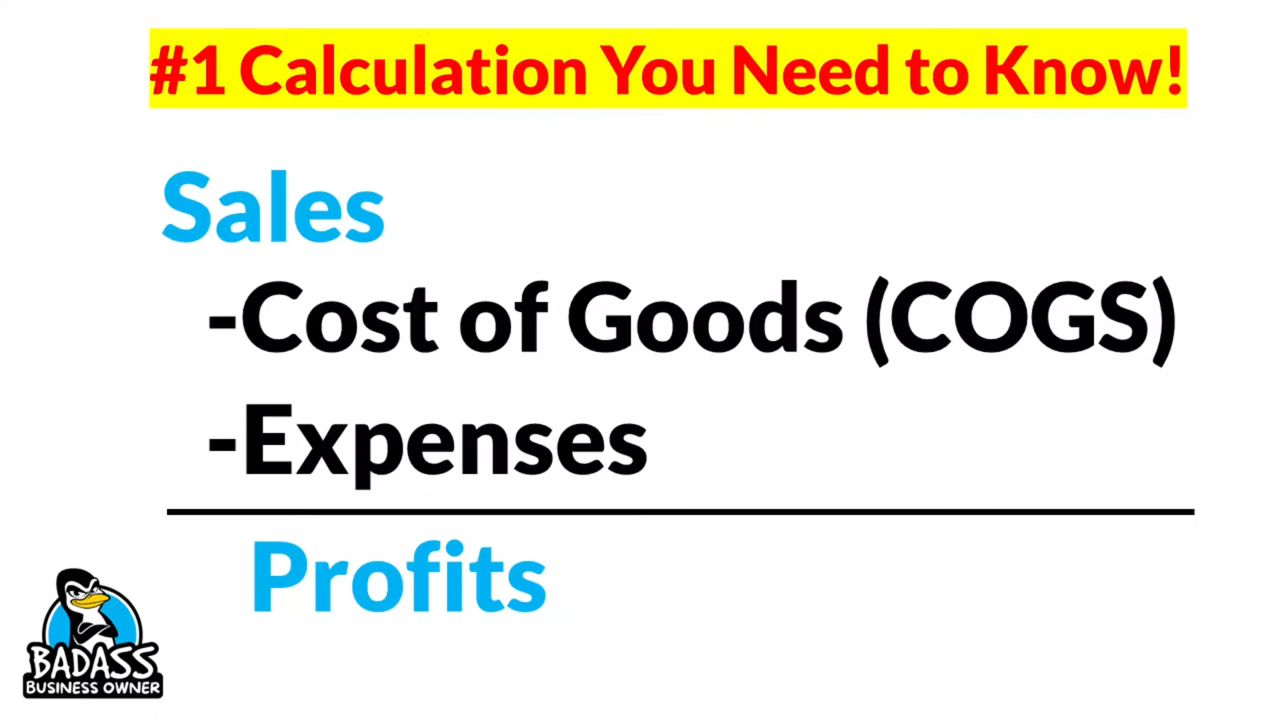 #1 Calculation You Need to Know!
Sales
-Cost of Goods (COGS)
-Expenses
Profits
BADASS
BUSINESS OWNER